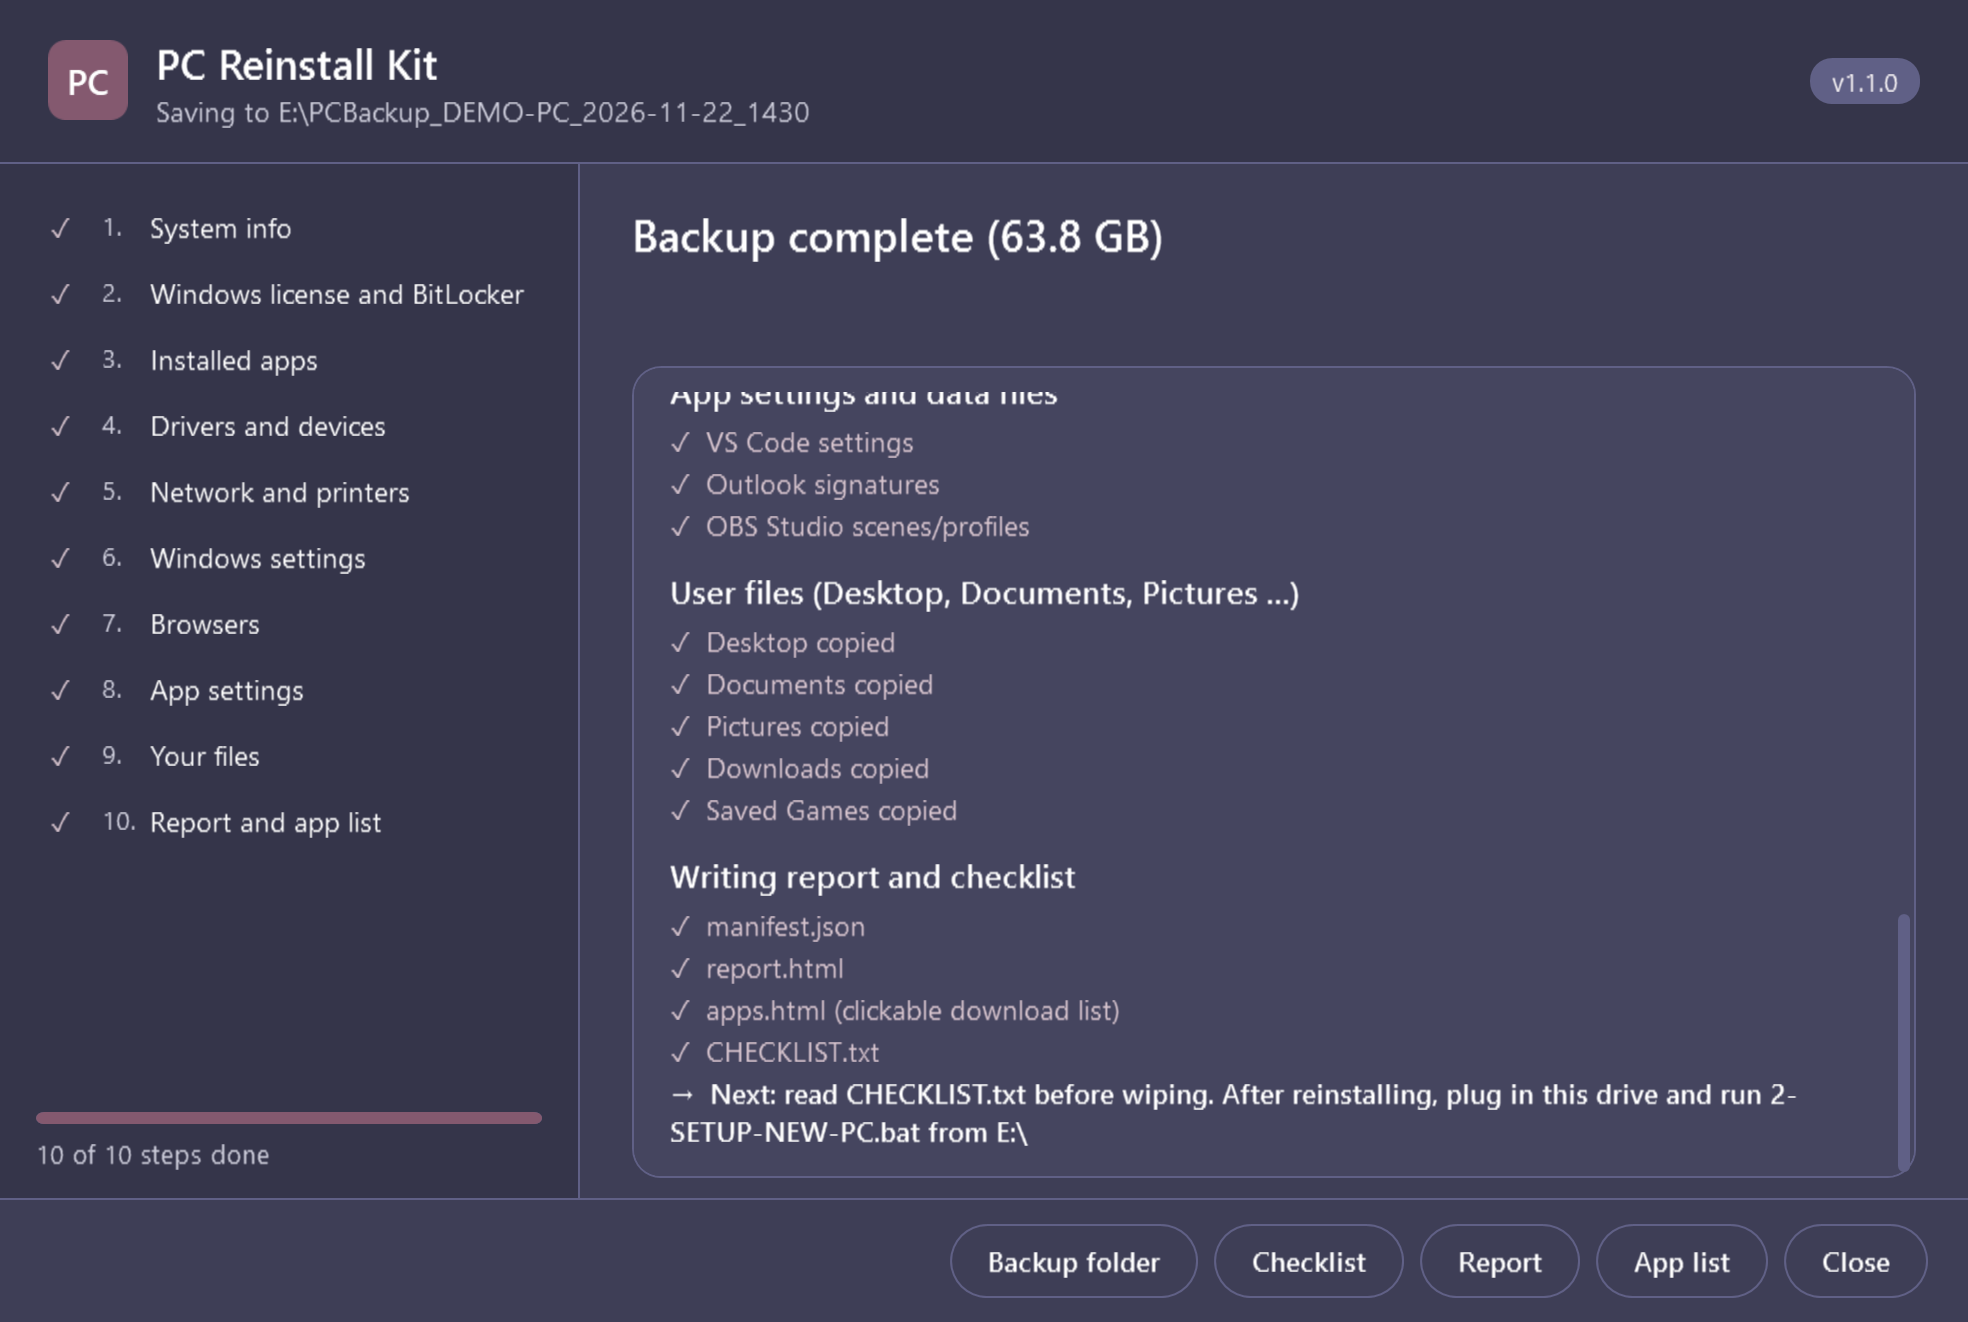 PC
PC Reinstall Kit
Saving to E:\PCBackup_DEMO-PC_2026-11-22_1430
v1.1.0
✓ 1. System info
✓ 2. Windows license and BitLocker
✓ 3. Installed apps
✓ 4. Drivers and devices
✓ 5. Network and printers
✓ 6. Windows settings
✓ 7. Browsers
✓ 8. App settings
✓ 9. Your files
✓ 10. Report and app list
10 of 10 steps done
Backup complete (63.8 GB)
App settings and data files
✓ VS Code settings
✓ Outlook signatures
✓ OBS Studio scenes/profiles
User files (Desktop, Documents, Pictures ...)
✓ Desktop copied
✓ Documents copied
✓ Pictures copied
✓ Downloads copied
✓ Saved Games copied
Writing report and checklist
✓ manifest.json
✓ report.html
✓ apps.html (clickable download list)
✓ CHECKLIST.txt
→ Next: read CHECKLIST.txt before wiping. After reinstalling, plug in this drive and run 2-
SETUP-NEW-PC.bat from E:\
Backup folder
Checklist
Report
App list
Close